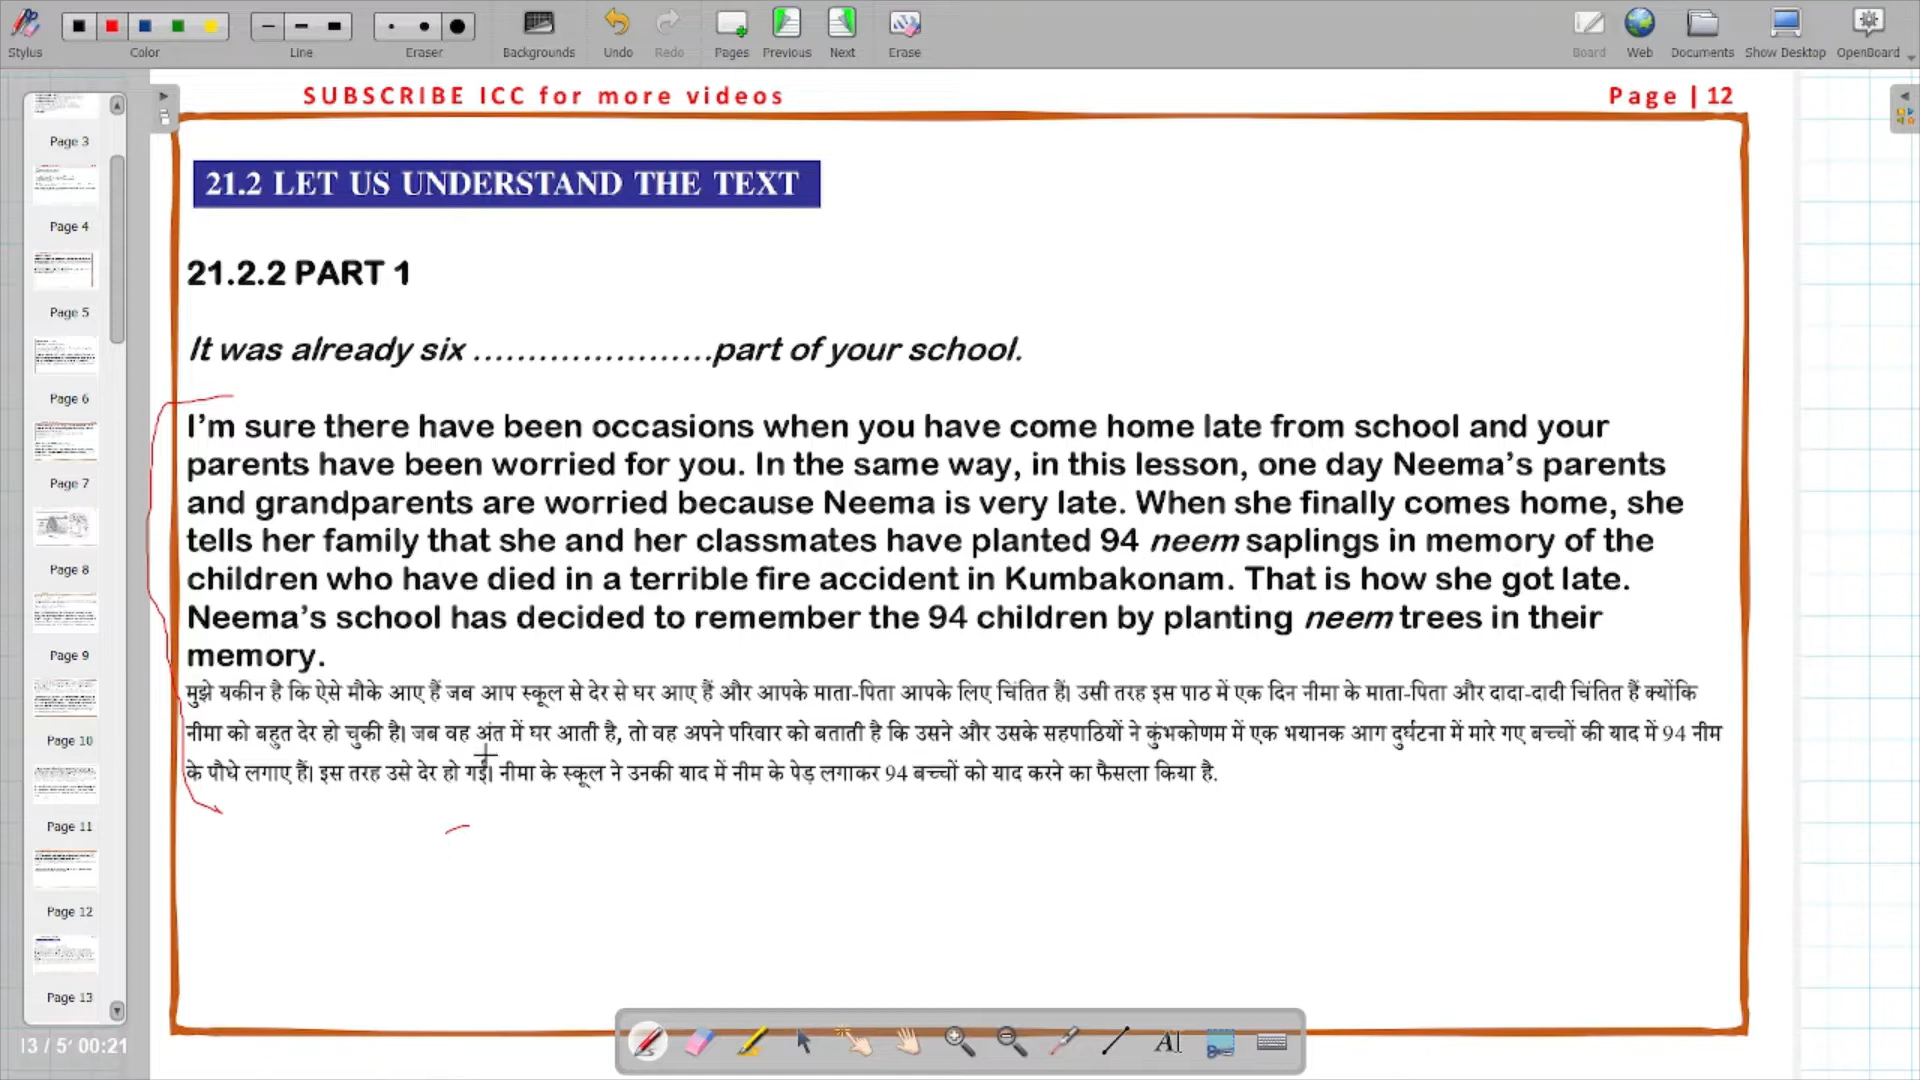 Stylus
Color
Line
Eraser
Backgrounds
Undo
Redo
Pages
Previous
Next
Erase
Board
Web
Documents
Show Desktop
OpenBoard
SUBSCRIBE ICC for more videos
Page | 12
21.2 LET US UNDERSTAND THE TEXT
21.2.2 PART 1
It was already six ......................part of your school.
I'm sure there have been occasions when you have come home late from school and your
parents have been worried for you. In the same way, in this lesson, one day Neema's parents
and grandparents are worried because Neema is very late. When she finally comes home, she
tells her family that she and her classmates have planted 94 neem saplings in memory of the
children who have died in a terrible fire accident in Kumbakonam. That is how she got late.
Neema's school has decided to remember the 94 children by planting neem trees in their
memory.
मुझे यकीन है कि ऐसे मौके आए हैं जब आप स्कूल से देर से घर आए हैं और आपके माता-पिता आपके लिए चिंतित हैं। उसी तरह इस पाठ में एक दिन नीमा के माता-पिता और दादा-दादी चिंतित हैं क्योंकि
नीमा को बहुत देर हो चुकी है। जब वह अंत में घर आती है, तो वह अपने परिवार को बताती है कि उसने और उसके सहपाठियों ने कुंभकोणम में एक भयानक आग दुर्घटना में मारे गए बच्चों की याद में 94 नीम
के पौधे लगाए हैं। इस तरह उसे देर हो गई। नीमा के स्कूल ने उनकी याद में नीम के पेड़ लगाकर 94 बच्चों को याद करने का फैसला किया है.
Page 3
Page 4
Page 5
Page 6
Page 7
Page 8
Page 9
Page 10
Page 11
Page 12
Page 13
00:21